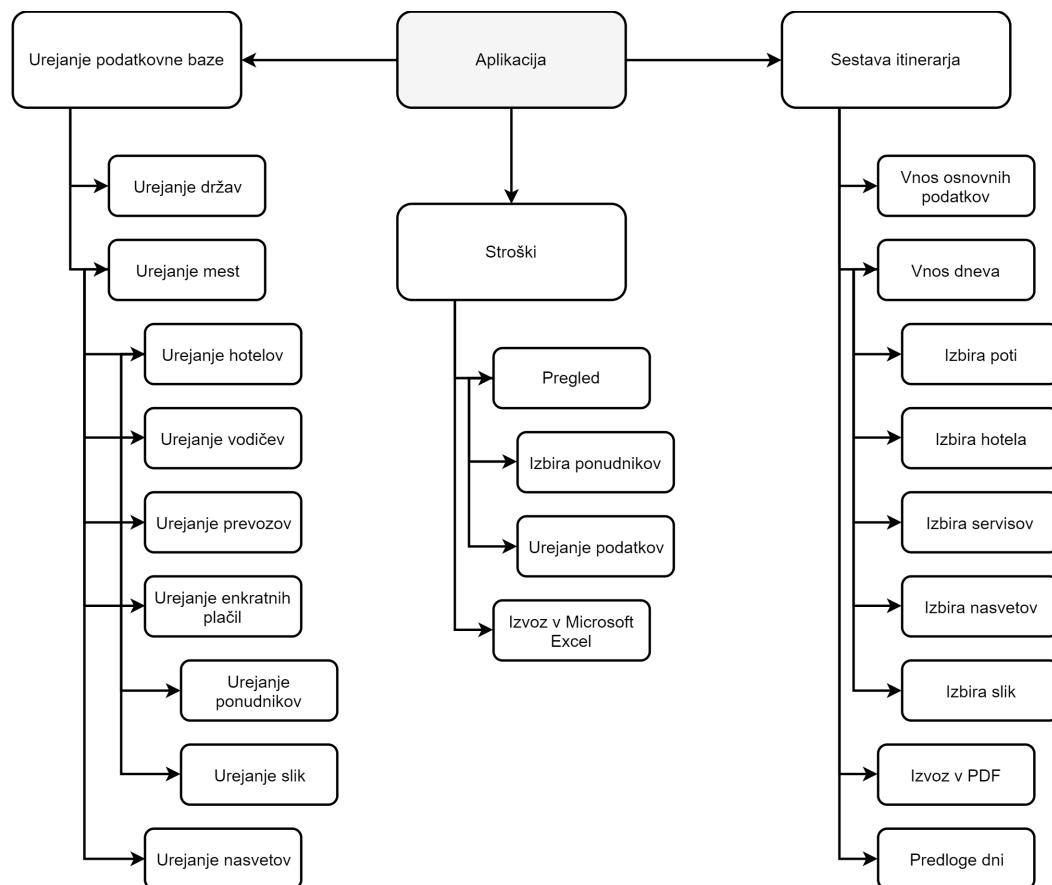 Urejanje podatkovne baze
Aplikacija
Sestava itinerarja
Urejanje držav
Urejanje mest
Urejanje hotelov
Urejanje vodičev
Urejanje prevozov
Urejanje enkratnih
plačil
Urejanje
ponudnikov
Urejanje slik
Urejanje nasvetov
Stroški
Pregled
Izbira ponudnikov
Urejanje podatkov
Izvoz v Microsoft
Excel
Vnos osnovnih
podatkov
Vnos dneva
Izbira poti
Izbira hotela
Izbira servisov
Izbira nasvetov
Izbira slik
Izvoz v PDF
Predloge dni